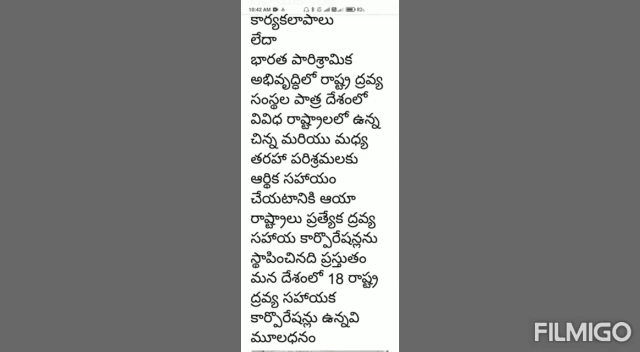 10:42 AM
కార్యకలాపాలు
లేదా
భారత పారిశ్రామిక
అభివృద్ధిలో రాష్ట్ర ద్రవ్య
సంస్థల పాత్ర దేశంలో
వివిధ రాష్ట్రాలలో ఉన్న
చిన్న మరియు మధ్య
తరహా పరిశ్రమలకు
ఆర్థిక సహాయం
చేయటానికి ఆయా
రాష్ట్రాలు ప్రత్యేక ద్రవ్య
సహాయ కార్పొరేషన్లను
స్థాపించినది ప్రస్తుతం
మన దేశంలో 18 రాష్ట్ర
ద్రవ్య సహాయక
కార్పొరేషన్లు ఉన్నవి
మూలధనం
FILMIGO